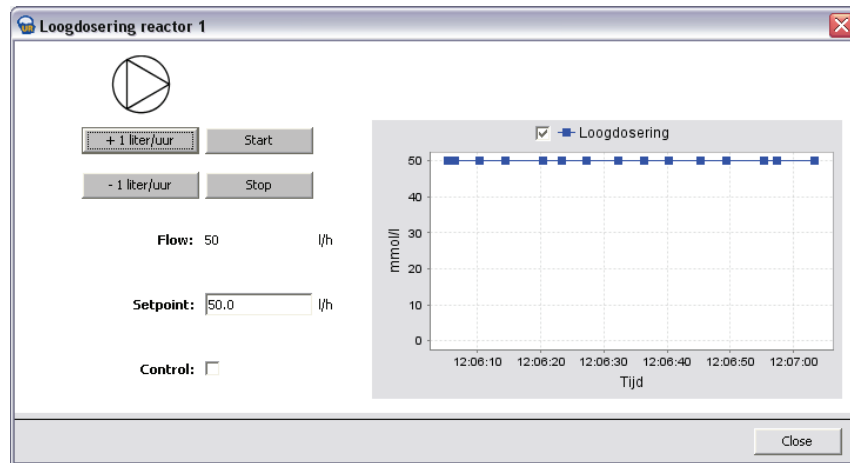 Loogdosering reactor 1
+ 1 liter/uur Start
- 1 liter/uur Stop
Flow: 50 l/h
Setpoint: 50.0 l/h
Control:
Loogdosering
50
40
30
20
10
0
mmol/l
12:06:10 12:06:20 12:06:30 12:06:40 12:06:50 12:07:00
Tijd
Close